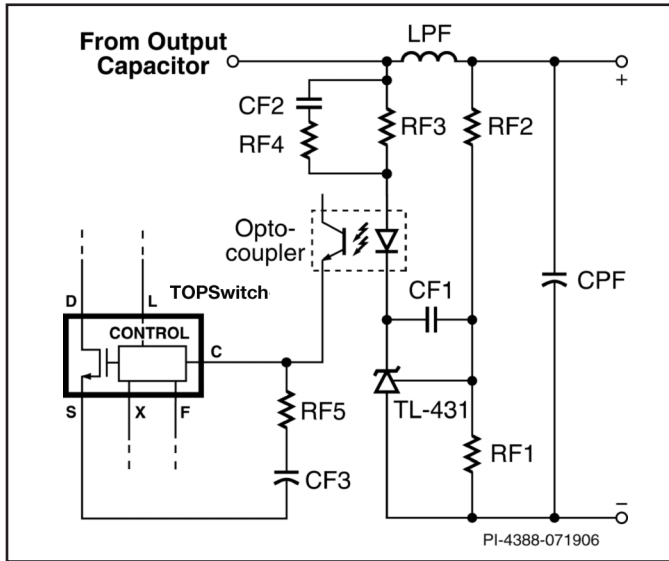 From Output
Capacitor
LPF
+
CF2
RF4
RF3
RF2
Opto-
coupler
CF1
CPF
D
L
TOPSwitch
CONTROL
C
S
X
F
RF5
TL-431
RF1
CF3
–
PI-4388-071906